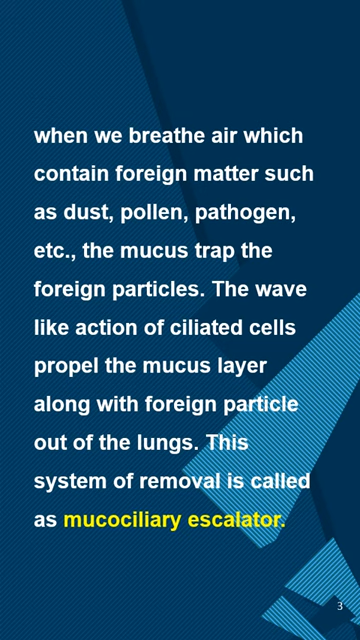 when we breathe air which
contain foreign matter such
as dust, pollen, pathogen,
etc., the mucus trap the
foreign particles. The wave
like action of ciliated cells
propel the mucus layer
along with foreign particle
out of the lungs. This
system of removal is called
as mucociliary escalator.
3